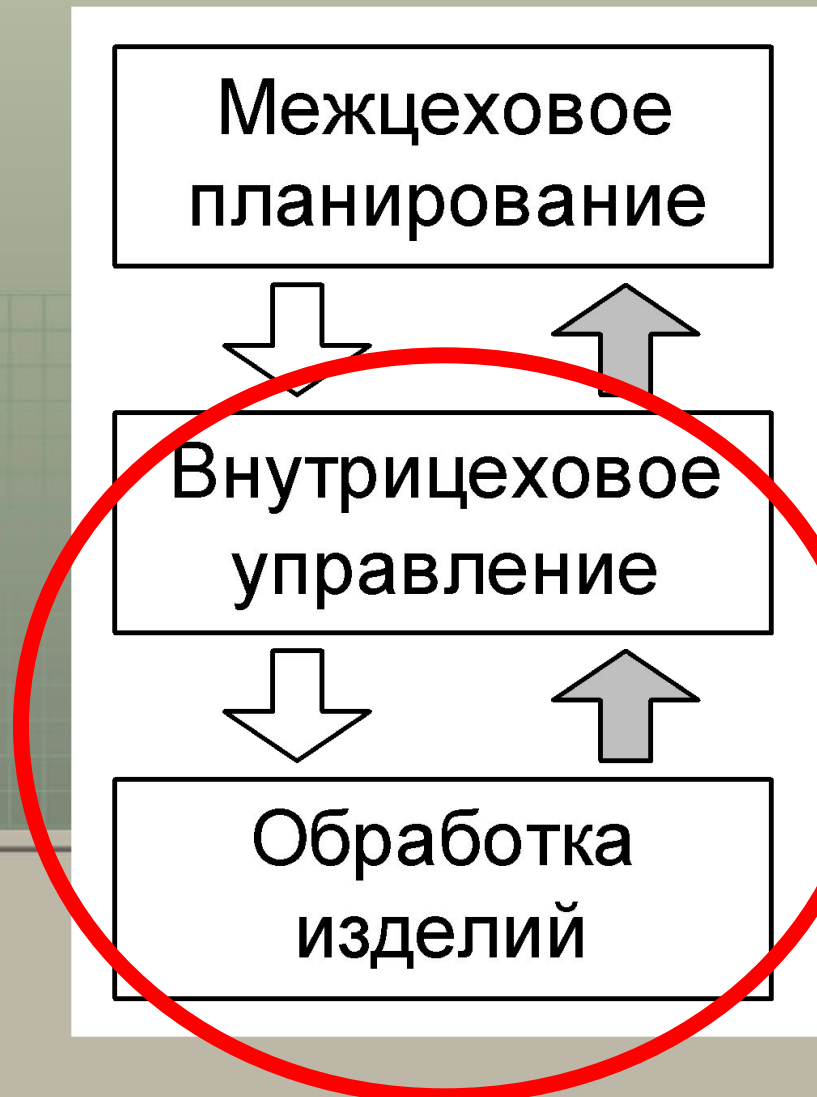 Межцеховое
планирование
Внутрицеховое
управление
Обработка
изделий